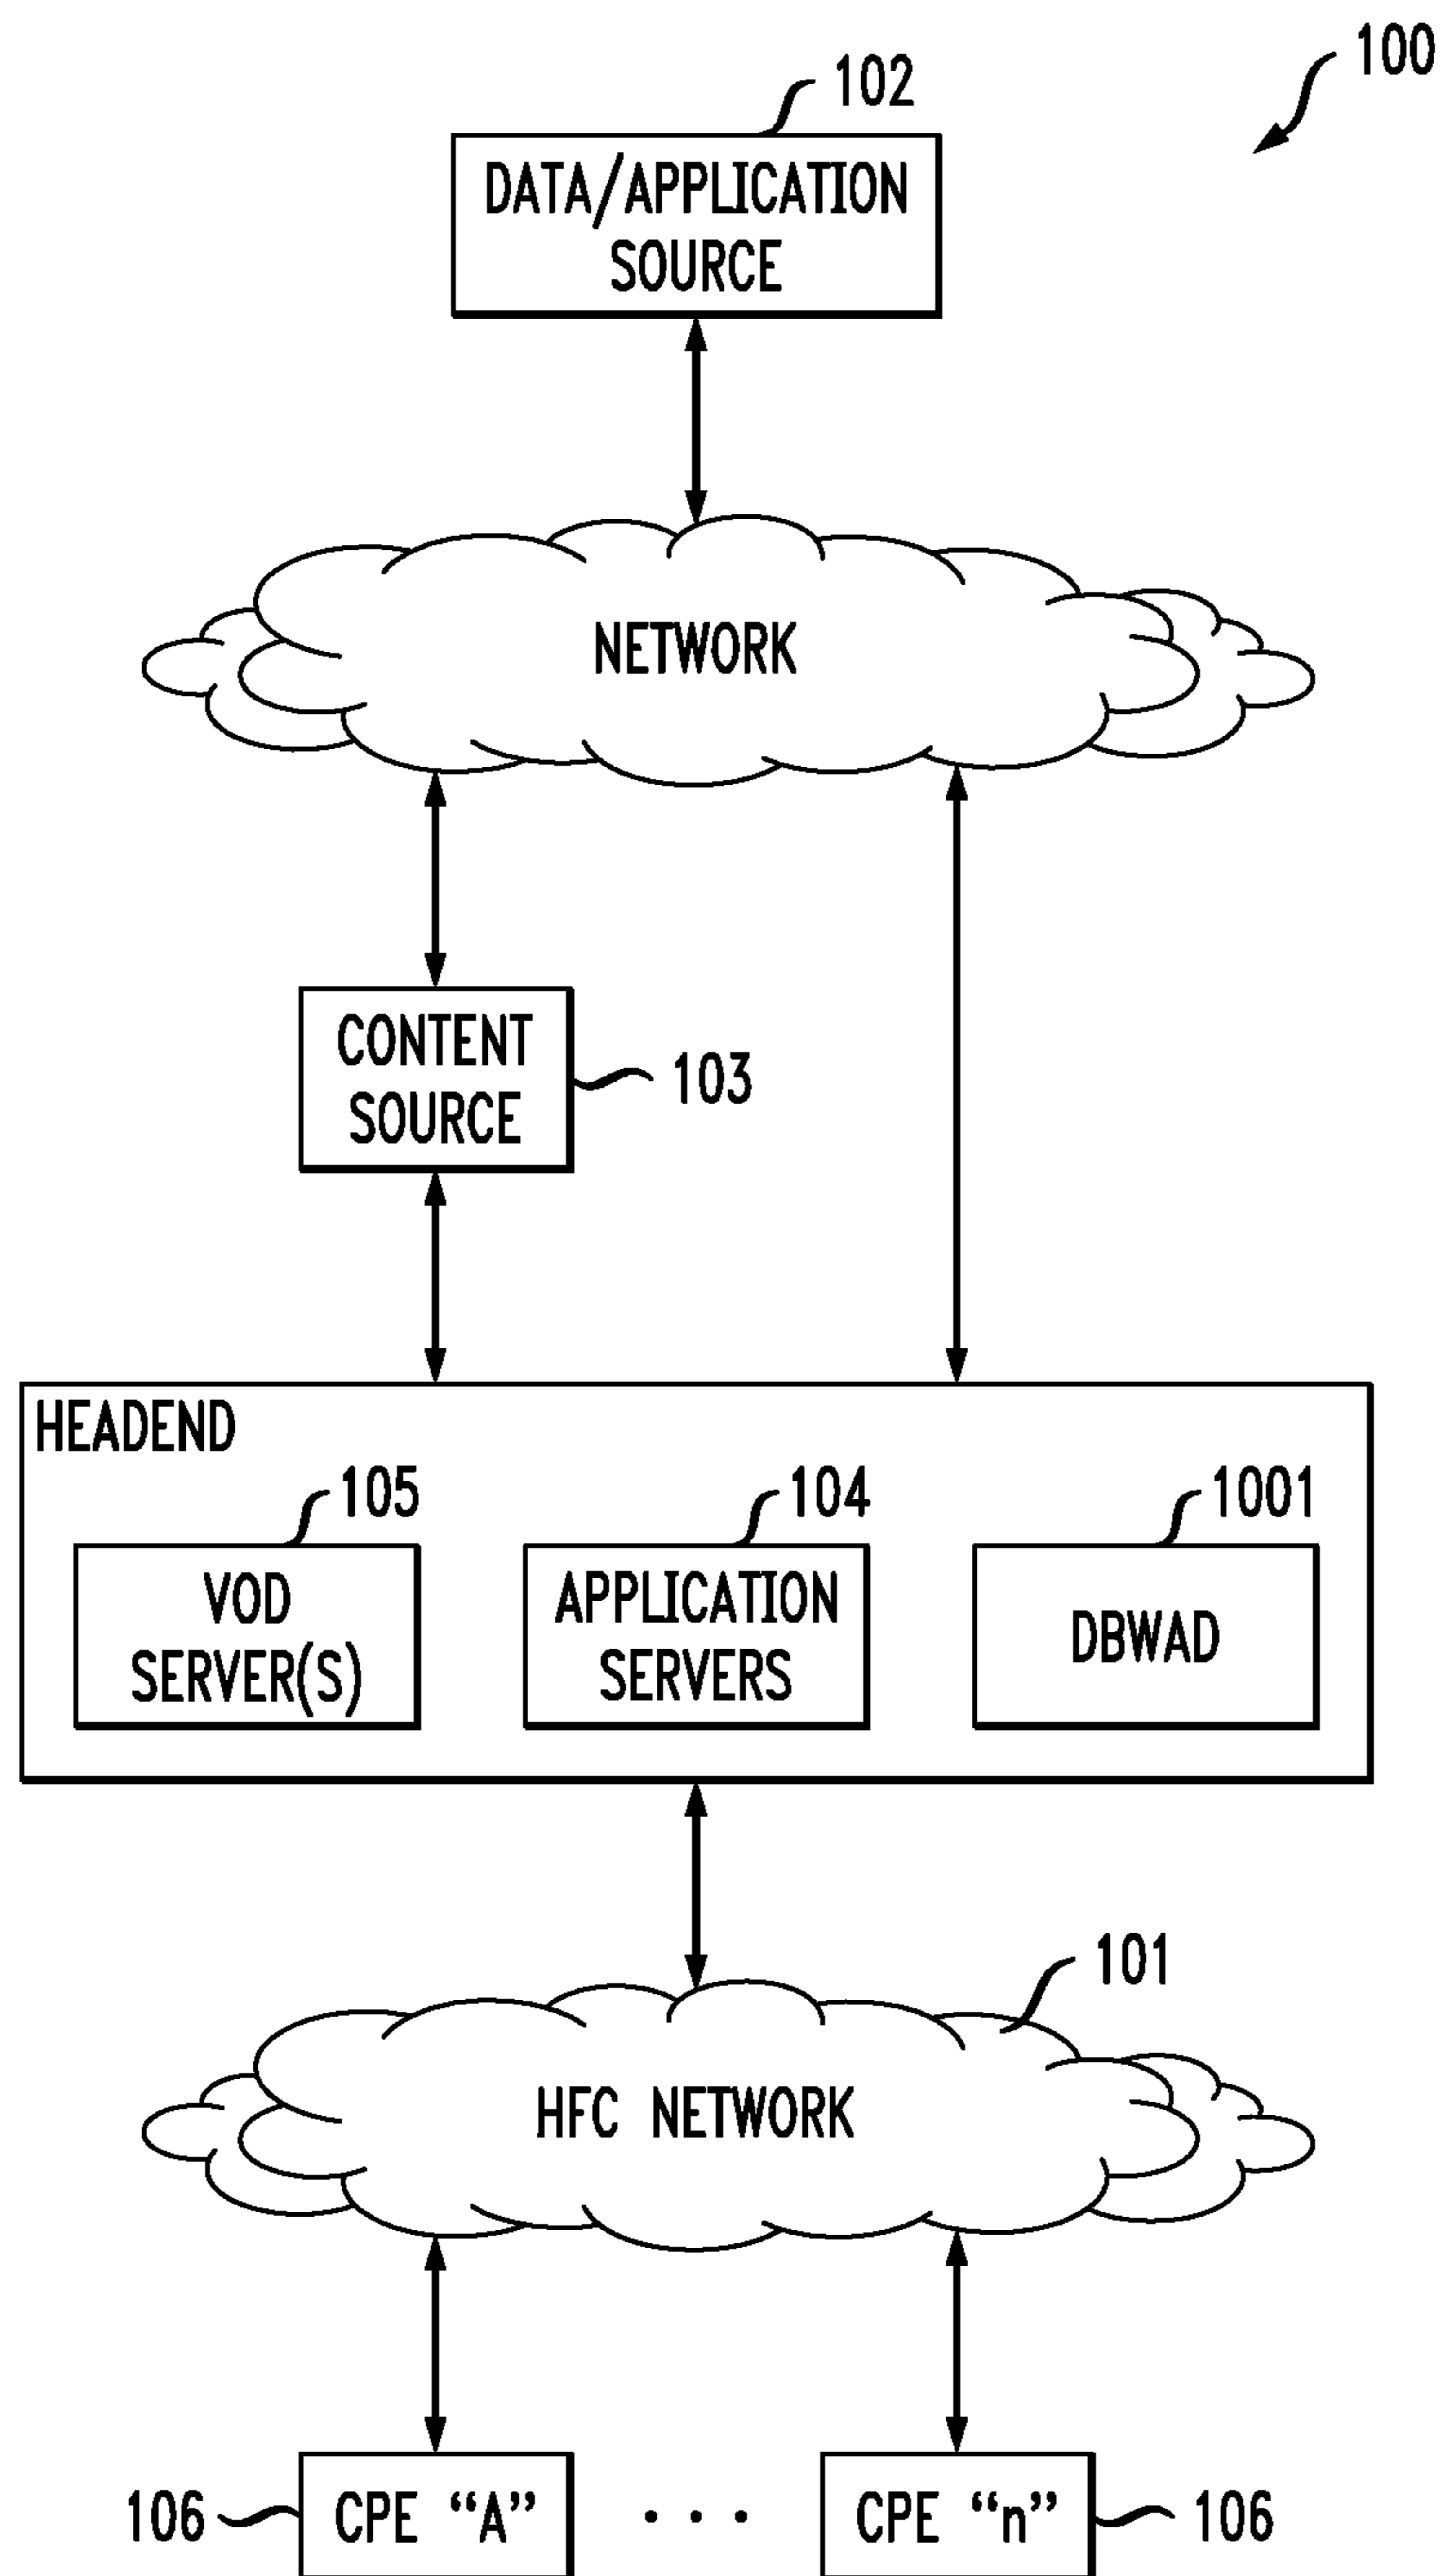 100
102
DATA/APPLICATION
SOURCE
NETWORK
CONTENT
SOURCE
103
HEADEND
105
104
1001
VOD
SERVER(S)
APPLICATION
SERVERS
DBWAD
101
HFC NETWORK
106
CPE “A”
. . .
CPE “n”
106